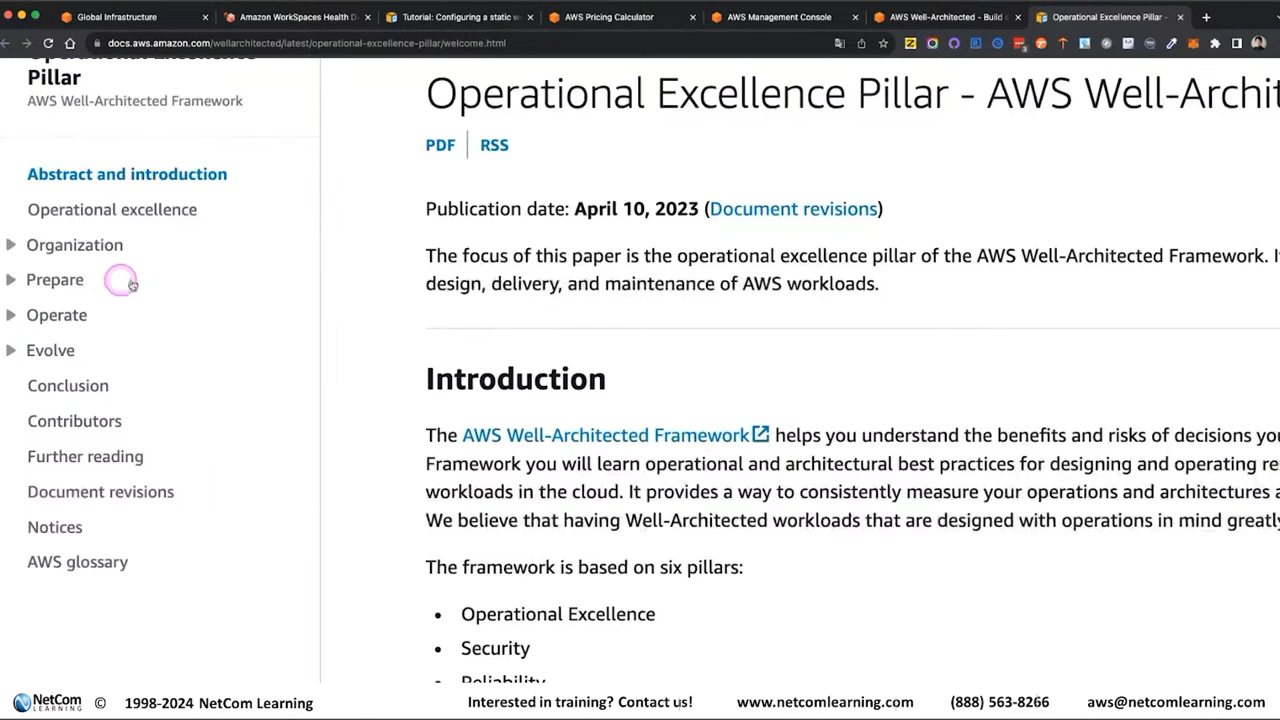 Global Infrastructure
Amazon WorkSpaces Health D
Tutorial: Configuring a static w
AWS Pricing Calculator
AWS Management Console
AWS Well-Architected - Build
Operational Excellence Pillar -
docs.aws.amazon.com/wellarchitected/latest/operational-excellence-pillar/welcome.html
Operational Excellence
Pillar
AWS Well-Architected Framework
Abstract and introduction
Operational excellence
Organization
Prepare
Operate
Evolve
Conclusion
Contributors
Further reading
Document revisions
Notices
AWS glossary
Operational Excellence Pillar - AWS Well-Archit
PDF
RSS
Publication date: April 10, 2023 (Document revisions)
The focus of this paper is the operational excellence pillar of the AWS Well-Architected Framework. I
design, delivery, and maintenance of AWS workloads.
Introduction
The AWS Well-Architected Framework helps you understand the benefits and risks of decisions yo
Framework you will learn operational and architectural best practices for designing and operating re
workloads in the cloud. It provides a way to consistently measure your operations and architectures a
We believe that having Well-Architected workloads that are designed with operations in mind greatly
The framework is based on six pillars:
• Operational Excellence
• Security
• Reliability
NetCom
LEARNING
© 1998-2024 NetCom Learning
Interested in training? Contact us!
www.netcomlearning.com
(888) 563-8266
aws@netcomlearning.com